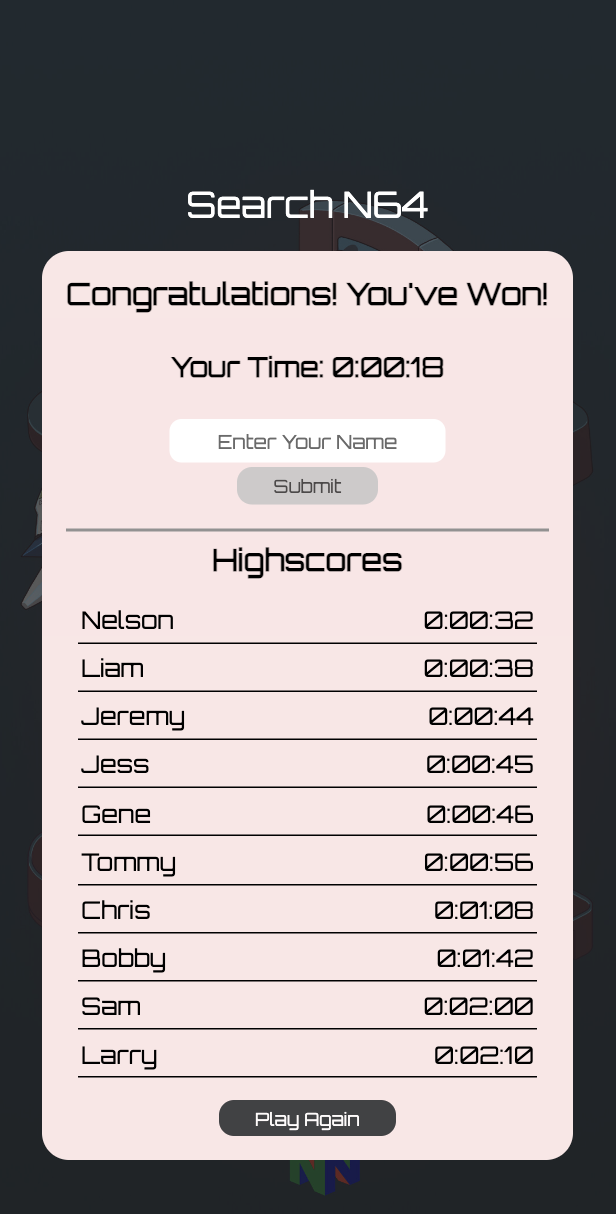 Search N64
Congratulations! You've Won!
Your Time: 0:00:18
Enter Your Name
Submit
Highscores
Nelson 0:00:32
Liam 0:00:38
Jeremy 0:00:44
Jess 0:00:45
Gene 0:00:46
Tommy 0:00:56
Chris 0:01:08
Bobby 0:01:42
Sam 0:02:00
Larry 0:02:10
Play Again